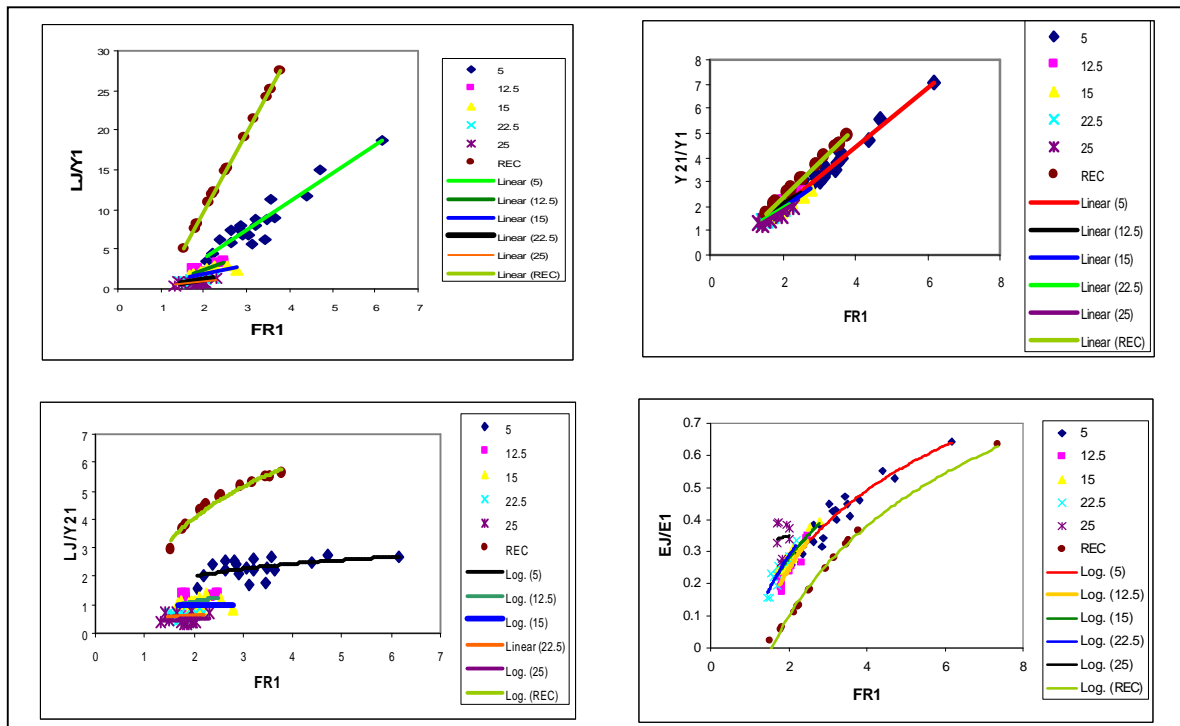 30
25
20
15
10
5
0
0 1 2 3 4 5 6 7
LJ/Y1
FR1
5
12.5
15
22.5
25
REC
Linear (5)
Linear (12.5)
Linear (15)
Linear (22.5)
Linear (25)
Linear (REC)
8
7
6
5
4
3
2
1
0
0 2 4 6 8
Y21/Y1
FR1
5
12.5
15
22.5
25
REC
Linear (5)
Linear (12.5)
Linear (15)
Linear (22.5)
Linear (25)
Linear (REC)
7
6
5
4
3
2
1
0
0 1 2 3 4 5 6 7
LJ/Y21
FR1
5
12.5
15
22.5
25
REC
Log. (5)
Log. (12.5)
Log. (15)
Linear (22.5)
Log. (25)
Log. (REC)
0.7
0.6
0.5
0.4
0.3
0.2
0.1
0
0 2 4 6 8
EJ/E1
FR1
5
12.5
15
22.5
25
REC
Log. (5)
Log. (12.5)
Log. (15)
Log. (22.5)
Log. (25)
Log. (REC)